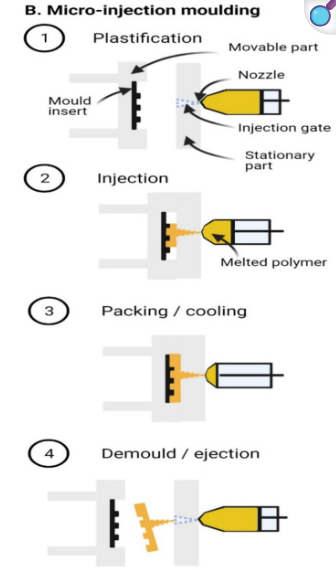 B. Micro-injection moulding
1
Plastification
Movable part
Nozzle
Mould
insert
Injection gate
Stationary
part
2
Injection
Melted polymer
3
Packing / cooling
4
Demould / ejection